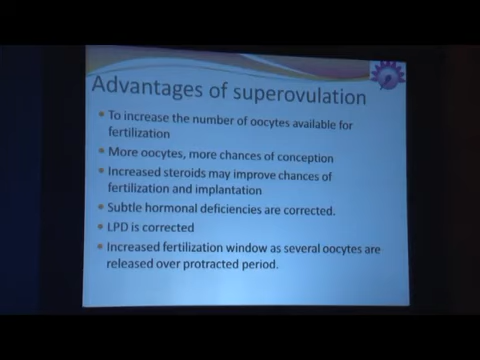 Advantages of superovulation
• To increase the number of oocytes available for
fertilization
• More oocytes, more chances of conception
• Increased steroids may improve chances of
fertilization and implantation
• Subtle hormonal deficiencies are corrected.
• LPD is corrected
• Increased fertilization window as several oocytes are
released over protracted period.